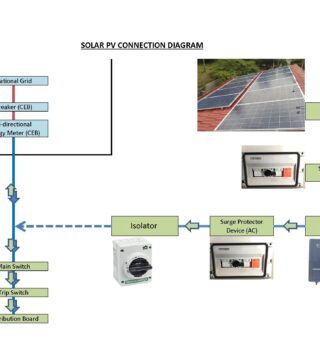 SOLAR PV CONNECTION DIAGRAM
ational Grid
eaker (CEB)
-directional
gy Meter (CEB)
Isolator
Surge Protector
Device (AC)
Main Switch
Trip Switch
ribution Board